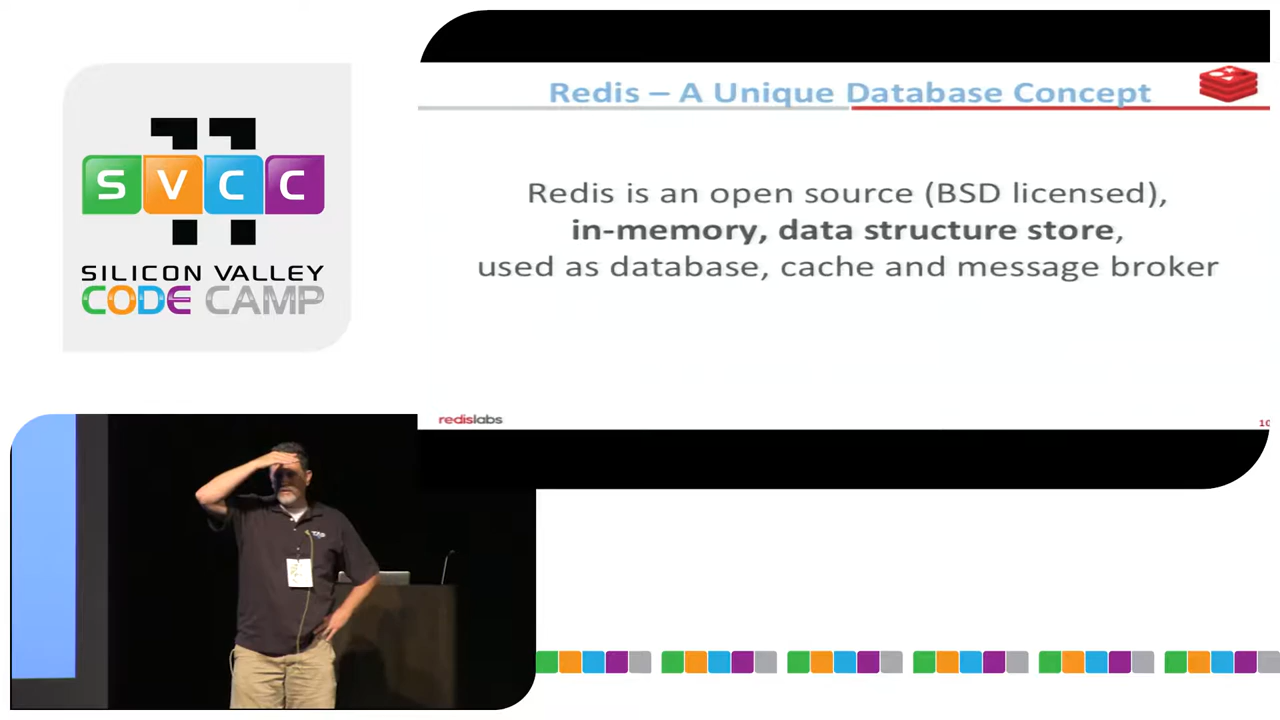 SVCC
SILICON VALLEY
CODE CAMP
Redis – A Unique Database Concept
Redis is an open source (BSD licensed),
in-memory, data structure store,
used as database, cache and message broker
redislabs